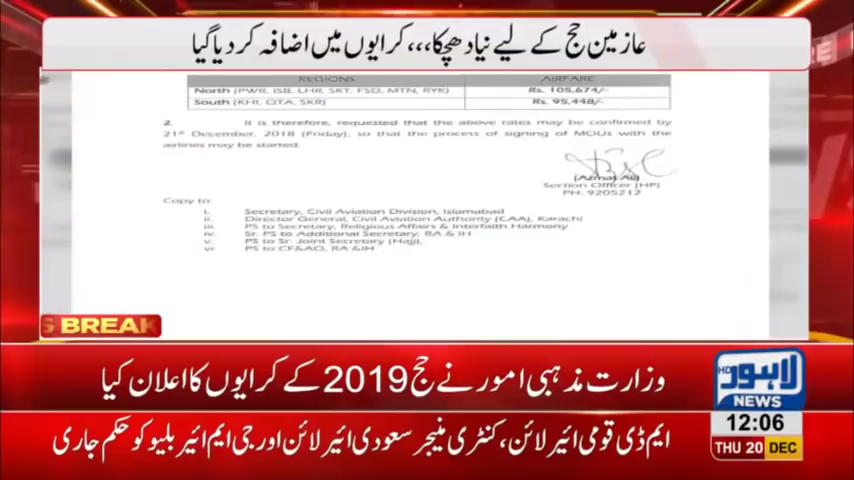 عازمین حج کے لیے نیا دھچکا،،،کرایوں میں اضافہ کر دیا گیا
REGIONS AIRFARE
North (PWR, ISB, LHR, SKT, FSD, MTN, RYK) Rs. 105,674/-
South (KHI, QTA, SKR) Rs. 95,448/-
2. It is therefore, requested that the above rates may be confirmed by
21st December, 2018 (Friday), so that the process of signing of MOUs with the
airlines may be started.
(Azmat Ali)
Section Officer (HP)
PH: 9205212
Copy to:
i. Secretary, Civil Aviation Division, Islamabad
ii. Director General, Civil Aviation Authority (CAA), Karachi
iii. PS to Secretary, Religious Affairs & Interfaith Harmony
iv. Sr. PS to Additional Secretary, RA & IH
v. PS to Sr. Joint Secretary (Hajj),
vi PS to CF&AO, RA &IH
S BREAK
وزارت مذہبی امور نے حج 2019 کے کرایوں کا اعلان کیا
ایم ڈی قومی ائیر لائن، کنٹری منیجر سعودی ائیر لائن اور جی ایم ائیر بلیو کو حکم جاری
لاہور HD
NEWS
12:06
THU 20 DEC